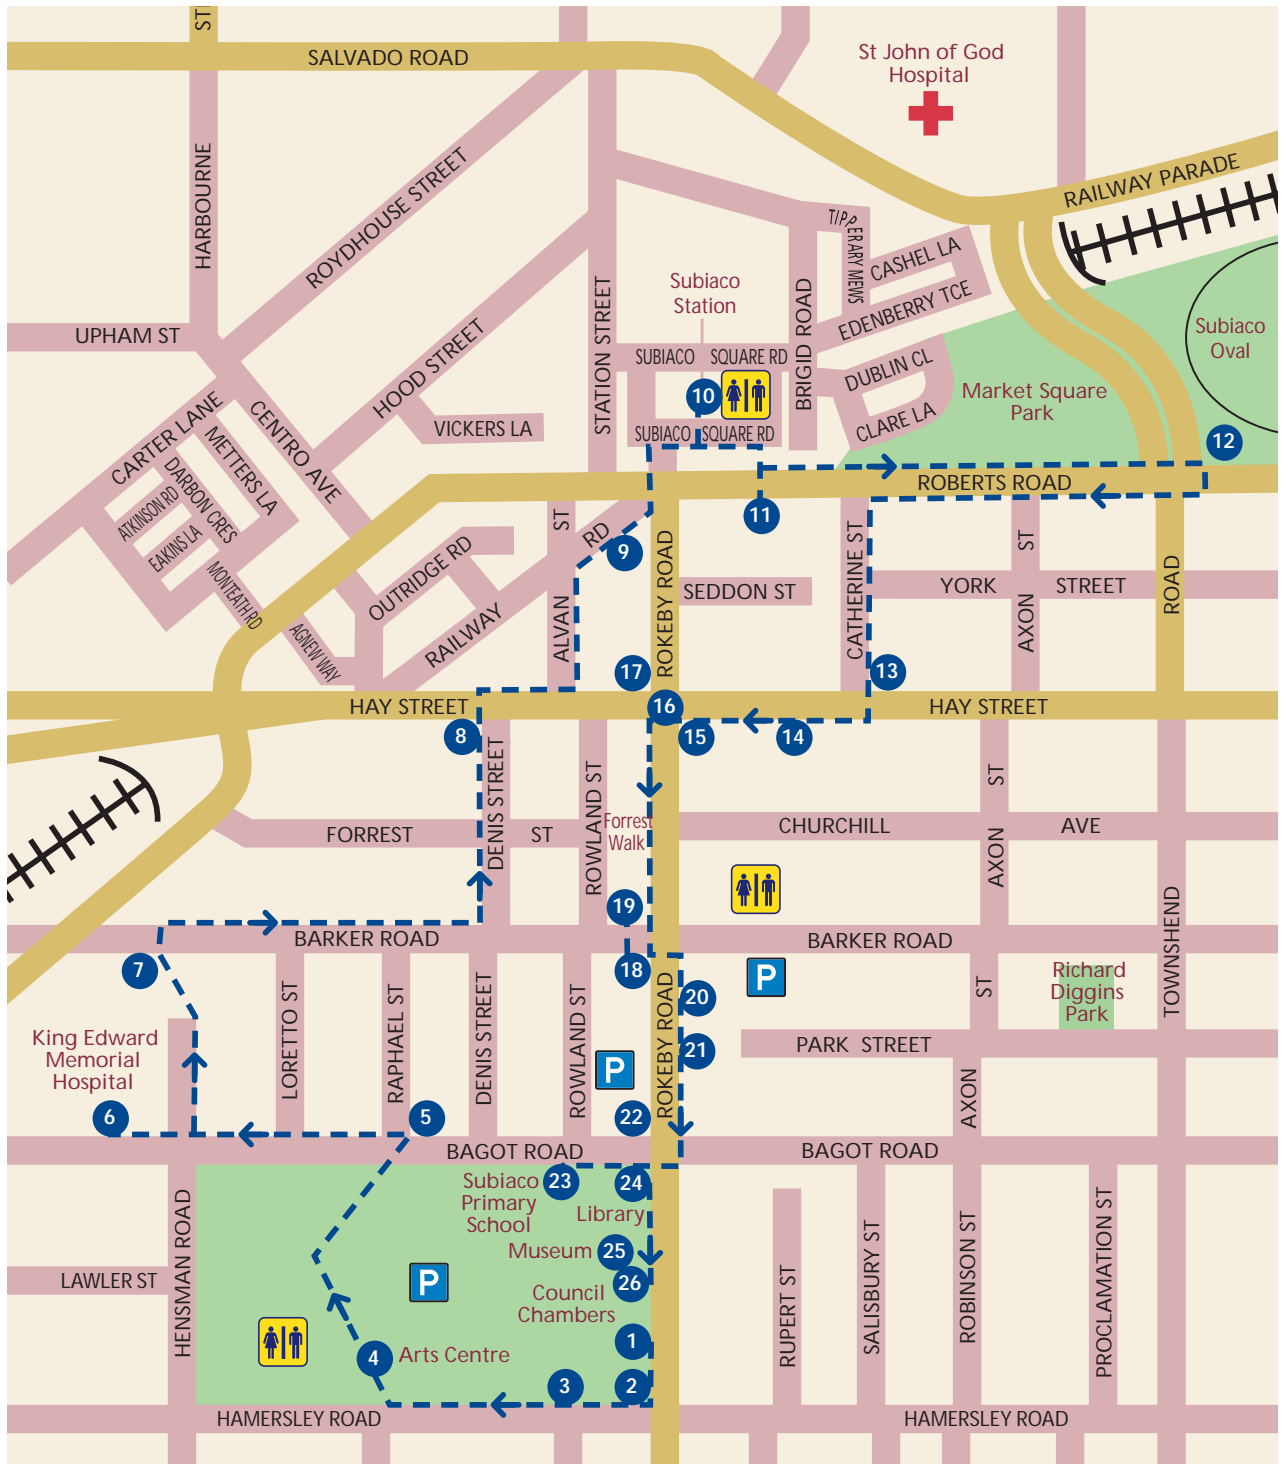 ST
SALVADO ROAD
St John of God
Hospital
HARBOURNE
ROYDHOUSE STREET
RAILWAY PARADE
TIPPERARY MEWS
CASHEL LA
EDENBERRY TCE
Subiaco
Station
STATION STREET
BRIGID ROAD
UPHAM ST
HOOD STREET
SUBIACO SQUARE RD
DUBLIN CL
CLARE LA
Subiaco
Oval
Market Square
Park
10
VICKERS LA
SUBIACO SQUARE RD
12
CARTER LANE
CENTRO AVE
METTERS LA
DARBON CRES
ATKINSON RD
EAKINS LA
MONTEATH RD
AGNEW WAY
ROBERTS ROAD
11
OUTRIDGE RD
RAILWAY RD
ALVAN ST
9
ROKEBY ROAD
SEDDON ST
CATHERINE ST
YORK STREET
AXON ST
ROAD
17
13
HAY STREET
16
HAY STREET
8
15
14
DENIS STREET
ROWLAND ST
FORREST ST
Forrest
Walk
CHURCHILL AVE
AXON ST
19
BARKER ROAD
BARKER ROAD
7
18
P
20
Richard
Diggins
Park
TOWNSHEND
LORETTO ST
RAPHAEL ST
DENIS STREET
ROWLAND ST
ROKEBY ROAD
King Edward
Memorial
Hospital
21
PARK STREET
AXON ST
P
6
5
22
BAGOT ROAD
BAGOT ROAD
Subiaco
Primary
School
23
24
Library
Museum
25
HENSMAN ROAD
LAWLER ST
P
Council
Chambers
26
RUPERT ST
SALISBURY ST
ROBINSON ST
PROCLAMATION ST
1
4
Arts Centre
3
2
HAMERSLEY ROAD
HAMERSLEY ROAD